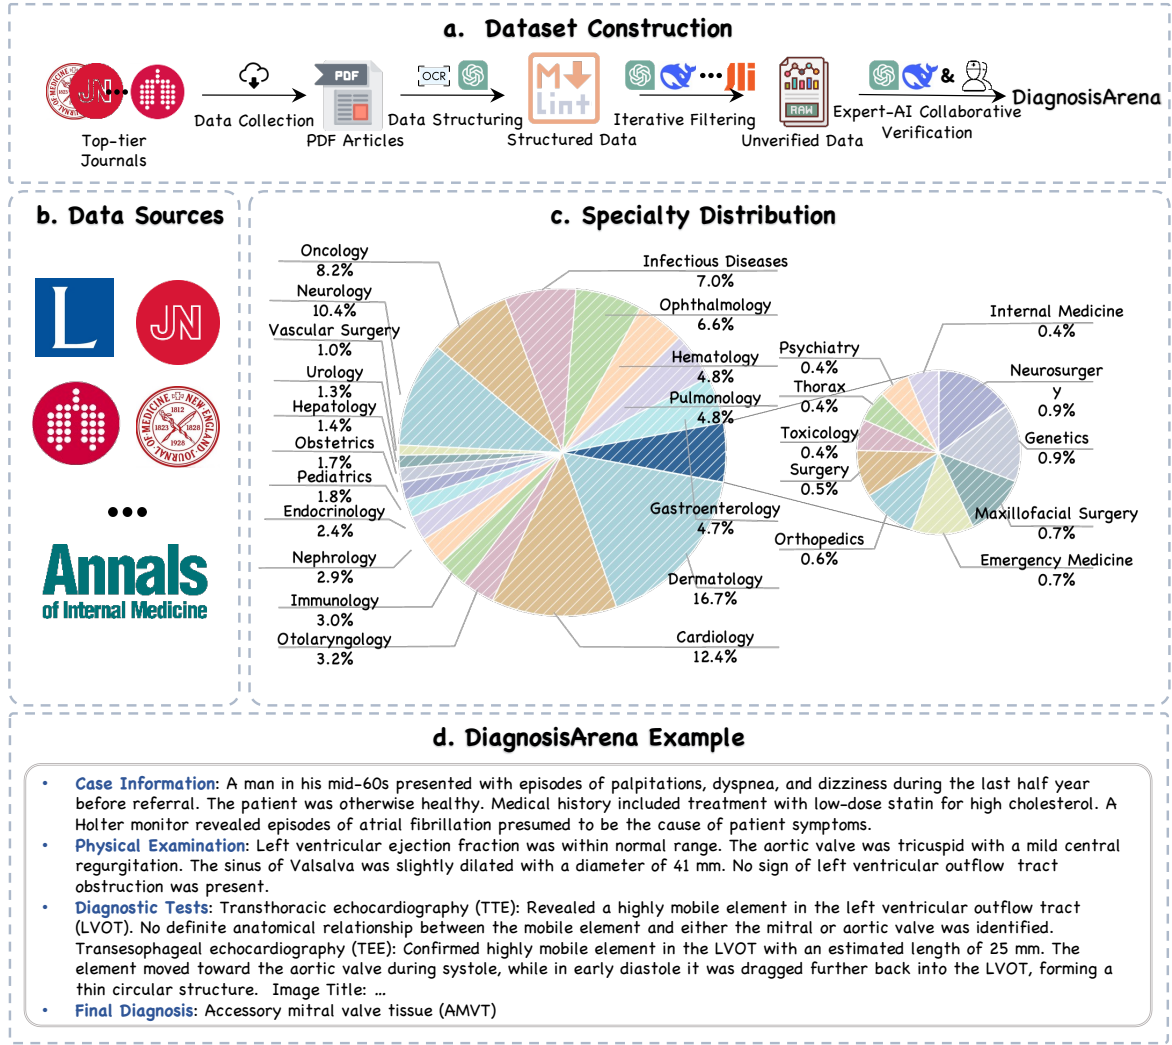 a. Dataset Construction
JN
PDF
OCR
M
Lint
RAW
&
Top-tier
Journals
Data Collection
PDF Articles
Data Structuring
Structured Data
Iterative Filtering
Unverified Data
Expert-AI Collaborative
Verification
DiagnosisArena
b. Data Sources
L
JN
NEW-ENGLAND JOURNAL OF MEDICINE
1812
1823
1828
1928
Annals
of Internal Medicine
c. Specialty Distribution
Oncology
8.2%
Neurology
10.4%
Vascular Surgery
1.0%
Urology
1.3%
Hepatology
1.4%
Obstetrics
1.7%
Pediatrics
1.8%
Endocrinology
2.4%
Nephrology
2.9%
Immunology
3.0%
Otolaryngology
3.2%
Infectious Diseases
7.0%
Ophthalmology
6.6%
Hematology
4.8%
Pulmonology
4.8%
Gastroenterology
4.7%
Dermatology
16.7%
Cardiology
12.4%
Internal Medicine
0.4%
Psychiatry
0.4%
Thorax
0.4%
Toxicology
0.4%
Surgery
0.5%
Orthopedics
0.6%
Neurosurger
y
0.9%
Genetics
0.9%
Maxillofacial Surgery
0.7%
Emergency Medicine
0.7%
d. DiagnosisArena Example
• Case Information: A man in his mid-60s presented with episodes of palpitations, dyspnea, and dizziness during the last half year
before referral. The patient was otherwise healthy. Medical history included treatment with low-dose statin for high cholesterol. A
Holter monitor revealed episodes of atrial fibrillation presumed to be the cause of patient symptoms.
• Physical Examination: Left ventricular ejection fraction was within normal range. The aortic valve was tricuspid with a mild central
regurgitation. The sinus of Valsalva was slightly dilated with a diameter of 41 mm. No sign of left ventricular outflow tract
obstruction was present.
• Diagnostic Tests: Transthoracic echocardiography (TTE): Revealed a highly mobile element in the left ventricular outflow tract
(LVOT). No definite anatomical relationship between the mobile element and either the mitral or aortic valve was identified.
Transesophageal echocardiography (TEE): Confirmed highly mobile element in the LVOT with an estimated length of 25 mm. The
element moved toward the aortic valve during systole, while in early diastole it was dragged further back into the LVOT, forming a
thin circular structure. Image Title: ...
• Final Diagnosis: Accessory mitral valve tissue (AMVT)